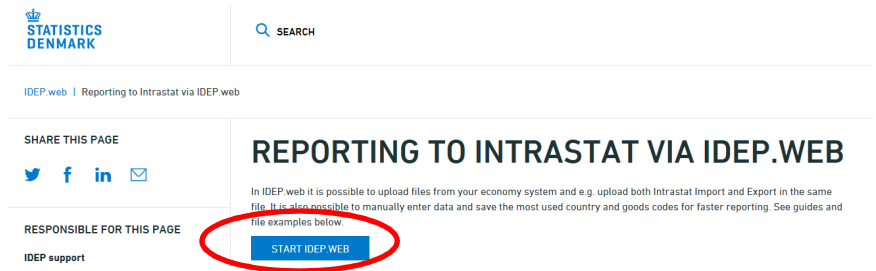 STATISTICS
DENMARK
SEARCH
IDEP.web | Reporting to Intrastat via IDEP.web
SHARE THIS PAGE
RESPONSIBLE FOR THIS PAGE
IDEP support
REPORTING TO INTRASTAT VIA IDEP.WEB
In IDEP.web it is possible to upload files from your economy system and e.g. upload both Intrastat Import and Export in the same
file. It is also possible to manually enter data and save the most used country and goods codes for faster reporting. See guides and
file examples below.
START IDEP.WEB